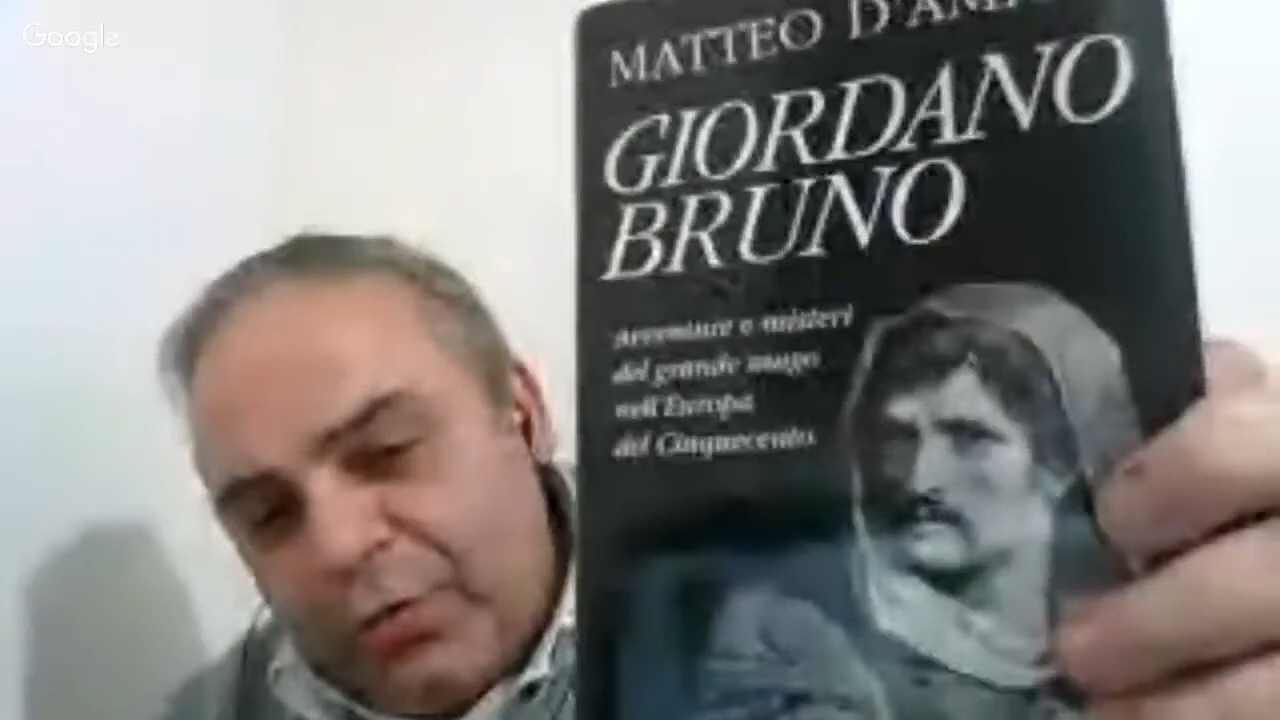 Google
MATTEO
GIORDANO
BRUNO
Avventure e misteri
del grande mago
nell'Europa
del Cinquecento